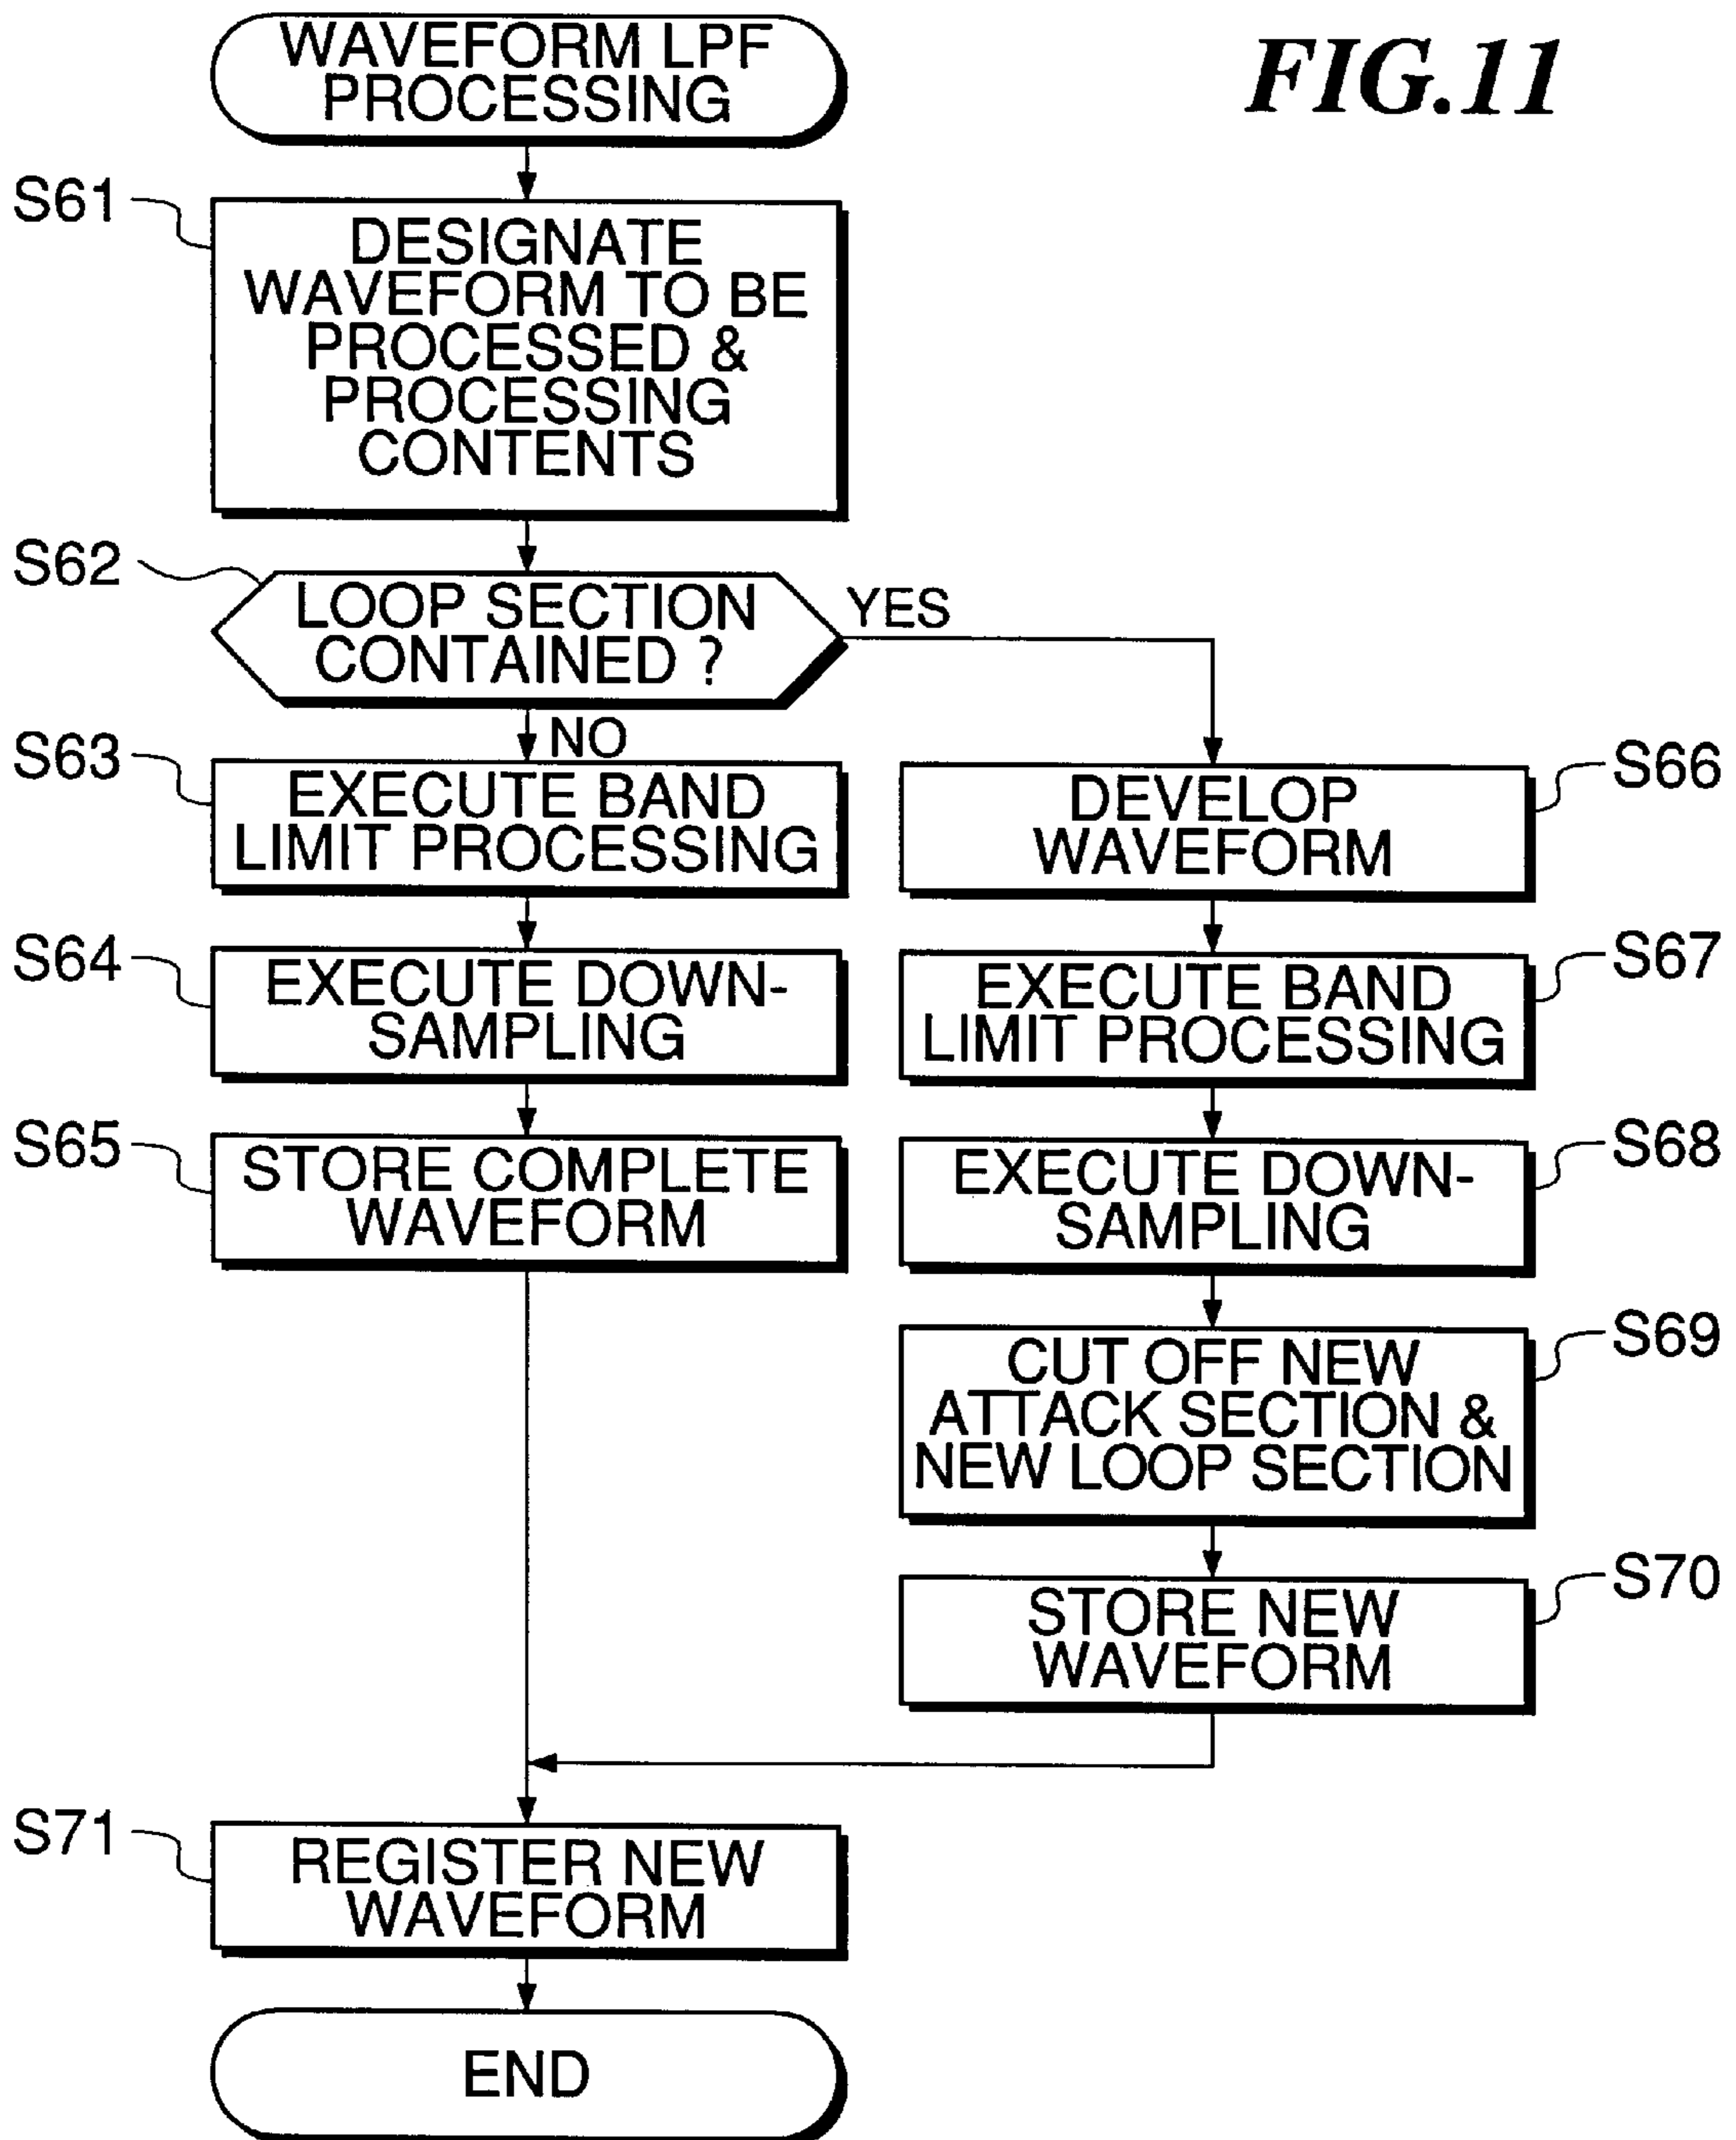 FIG.11
WAVEFORM LPF
PROCESSING
S61
DESIGNATE
WAVEFORM TO BE
PROCESSED &
PROCESSING
CONTENTS
S62
LOOP SECTION
CONTAINED ?
YES
NO
S63
EXECUTE BAND
LIMIT PROCESSING
S64
EXECUTE DOWN-
SAMPLING
S65
STORE COMPLETE
WAVEFORM
S66
DEVELOP
WAVEFORM
S67
EXECUTE BAND
LIMIT PROCESSING
S68
EXECUTE DOWN-
SAMPLING
S69
CUT OFF NEW
ATTACK SECTION &
NEW LOOP SECTION
S70
STORE NEW
WAVEFORM
S71
REGISTER NEW
WAVEFORM
END